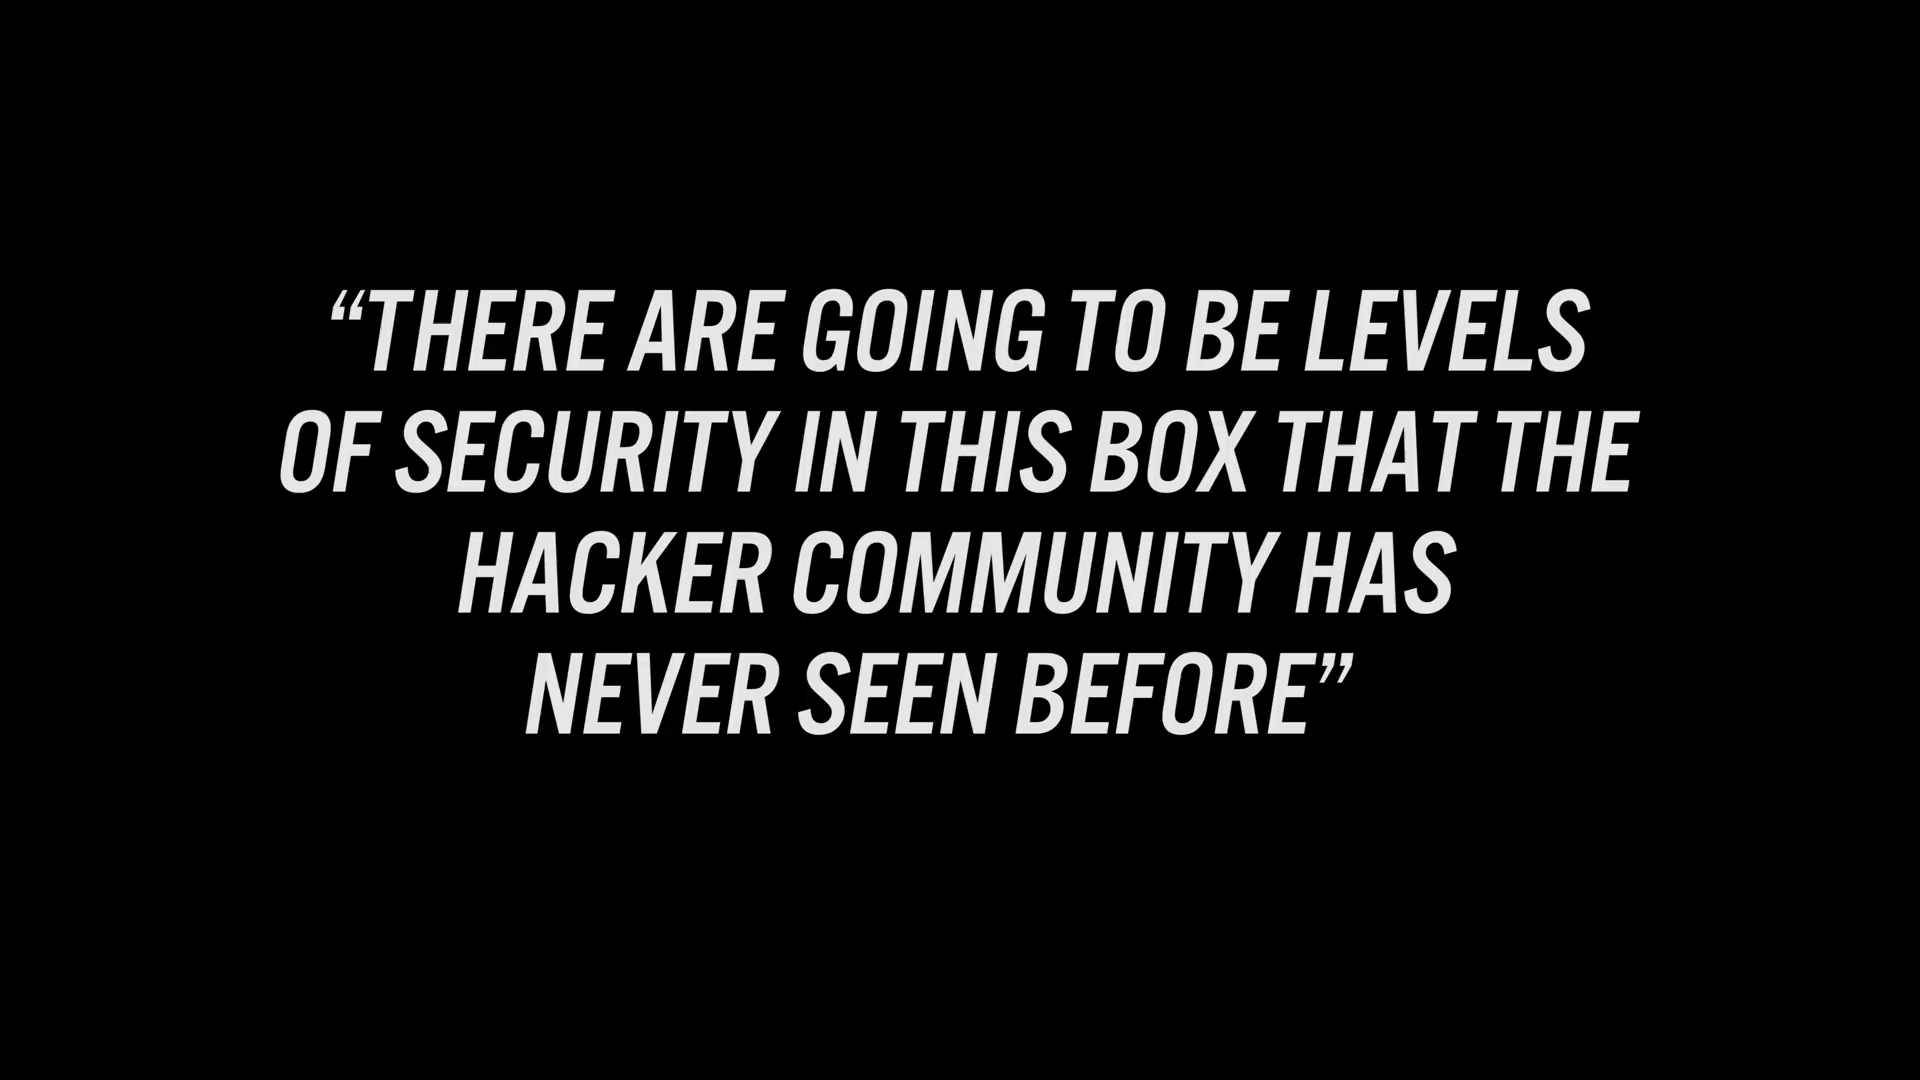 “THERE ARE GOING TO BE LEVELS
OF SECURITY IN THIS BOX THAT THE
HACKER COMMUNITY HAS
NEVER SEEN BEFORE”